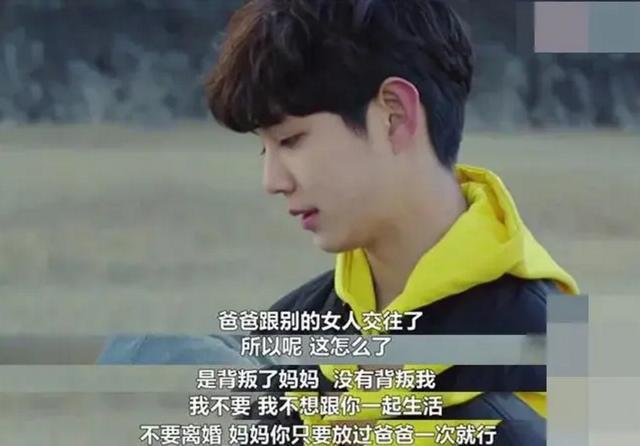 爸爸跟别的女人交往了
所以呢 这怎么了
是背叛了妈妈 没有背叛我
我不要 我不想跟你一起生活
不要离婚 妈妈你只要放过爸爸一次就行